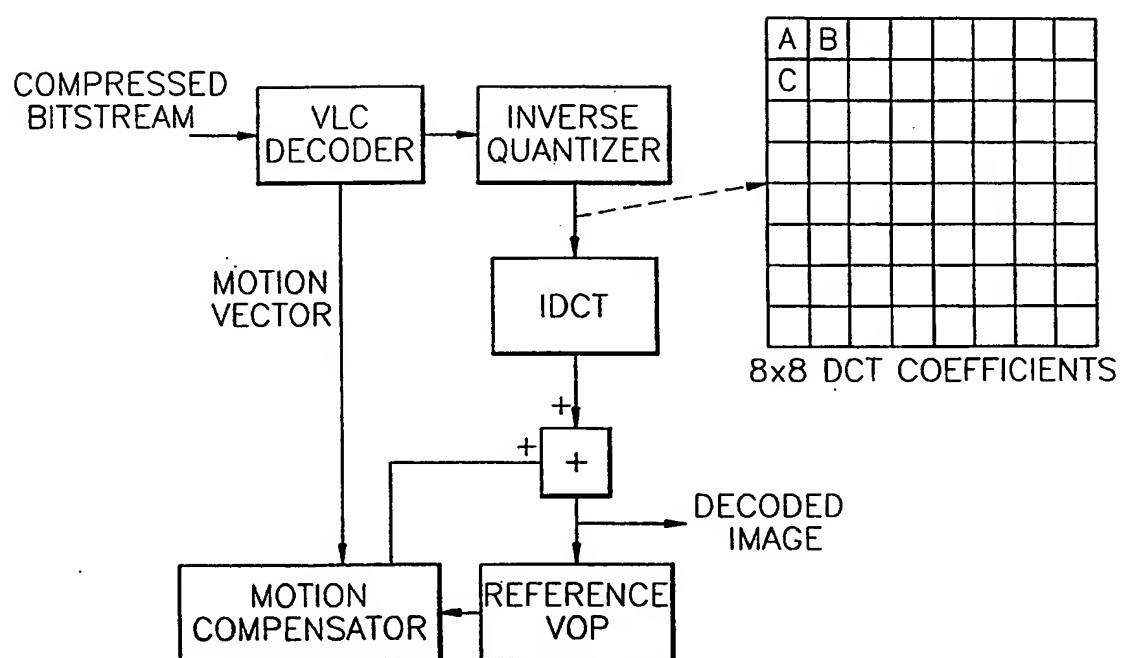 A B
C
COMPRESSED
BITSTREAM
VLC
DECODER
INVERSE
QUANTIZER
MOTION
VECTOR
IDCT
8x8 DCT COEFFICIENTS
+
+
+
DECODED
IMAGE
MOTION
COMPENSATOR
REFERENCE
VOP